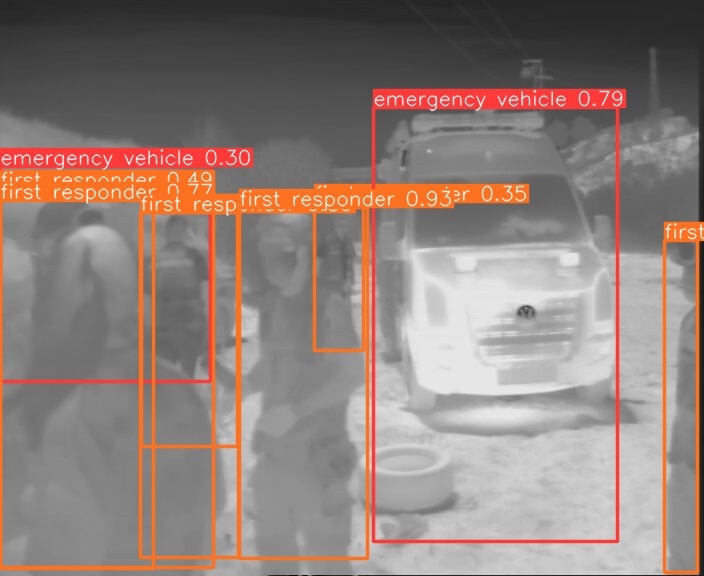 emergency vehicle 0.79
emergency vehicle 0.30
first responder 0.49
first responder 0.77
first responder 0.93
er 0.35
first resp
first